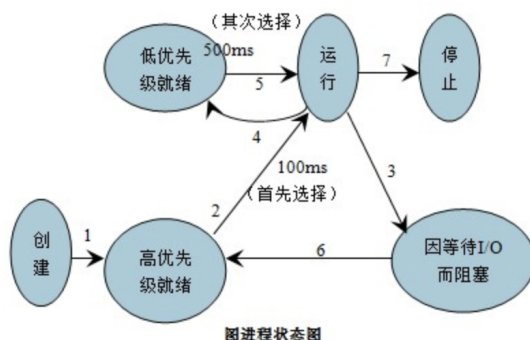 （其次选择）
500ms
低优先
级就绪
运
行
停
止
5
7
4
100ms
（首先选择）
2
3
创
建
1
高优先
级就绪
6
因等待I/O
而阻塞
图进程状态图